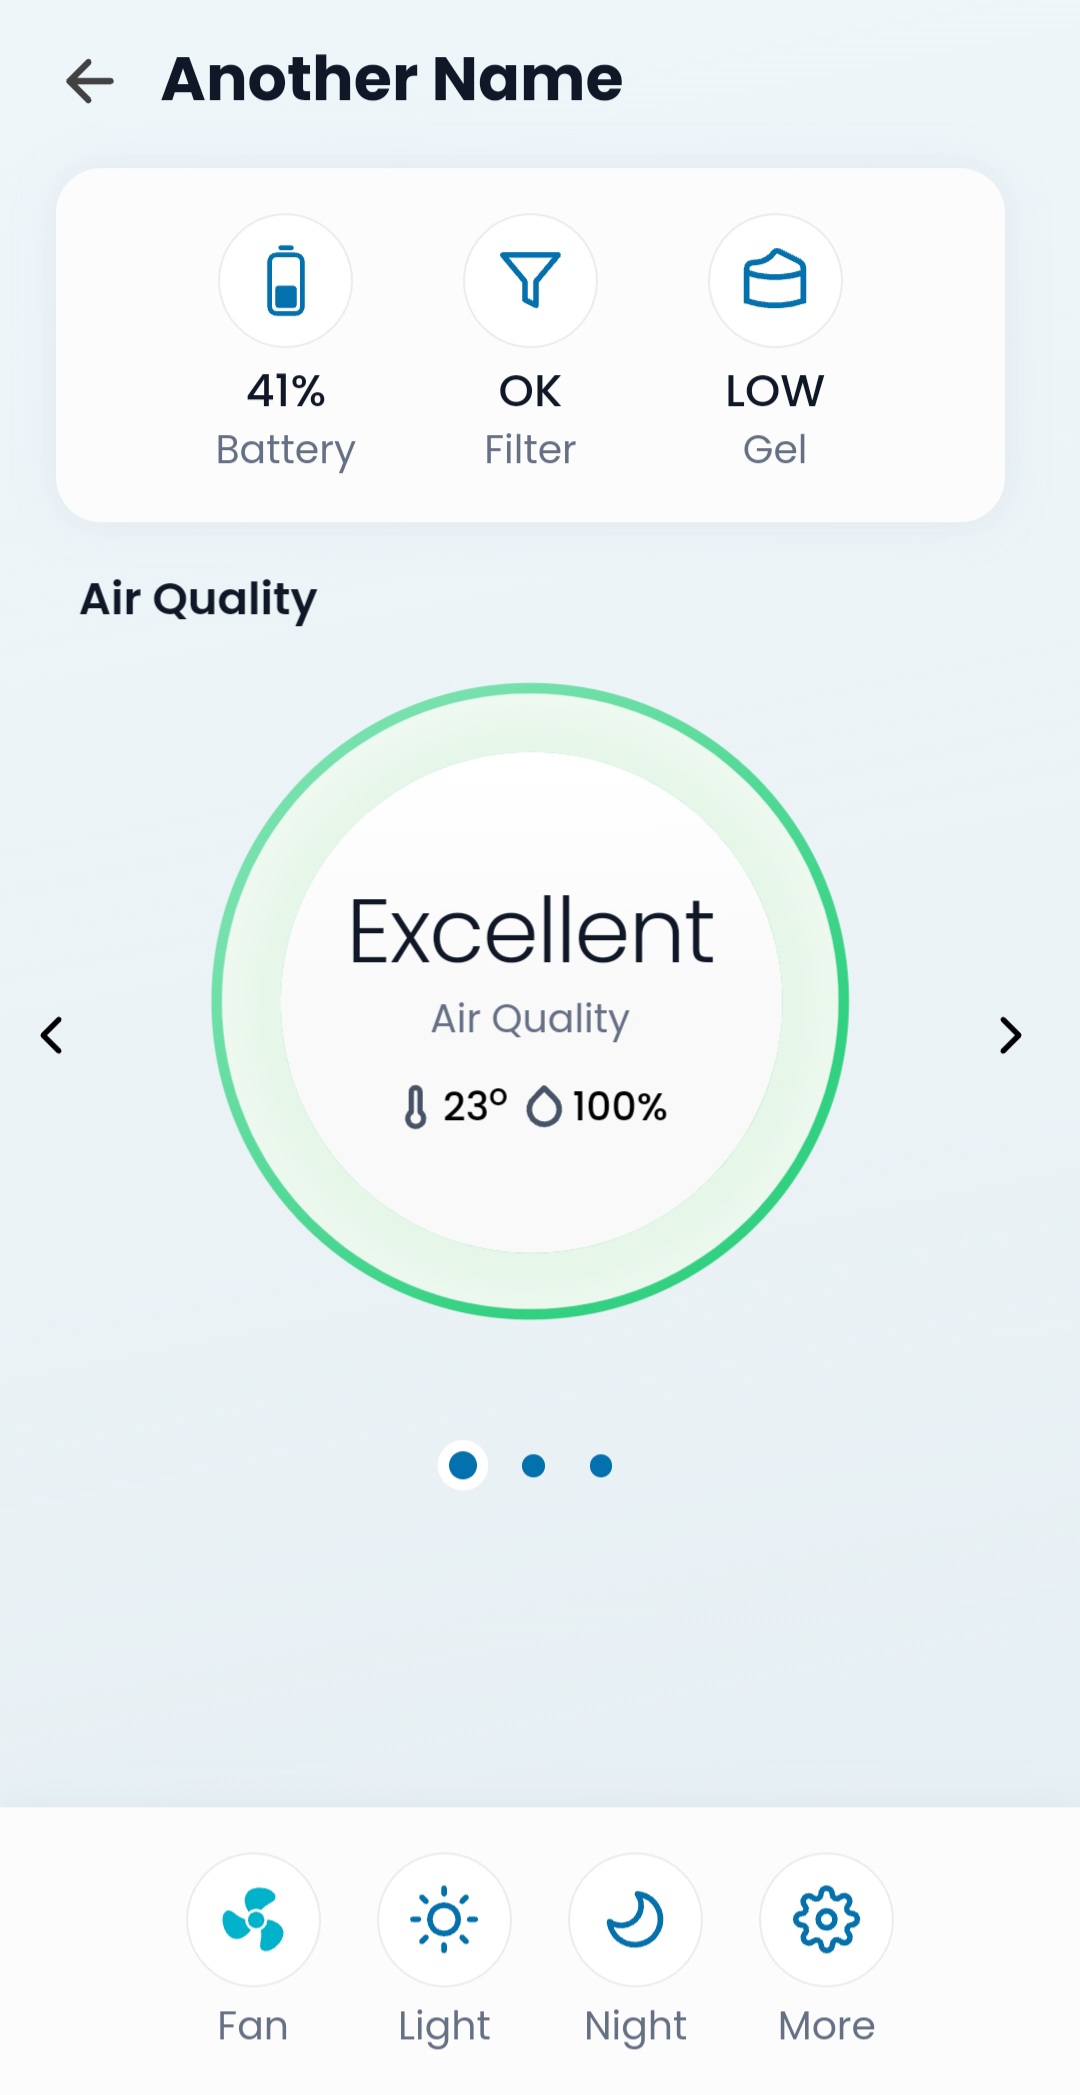 Another Name
41% OK LOW
Battery Filter Gel
Air Quality
Excellent
Air Quality
23° 100%
Fan Light Night More